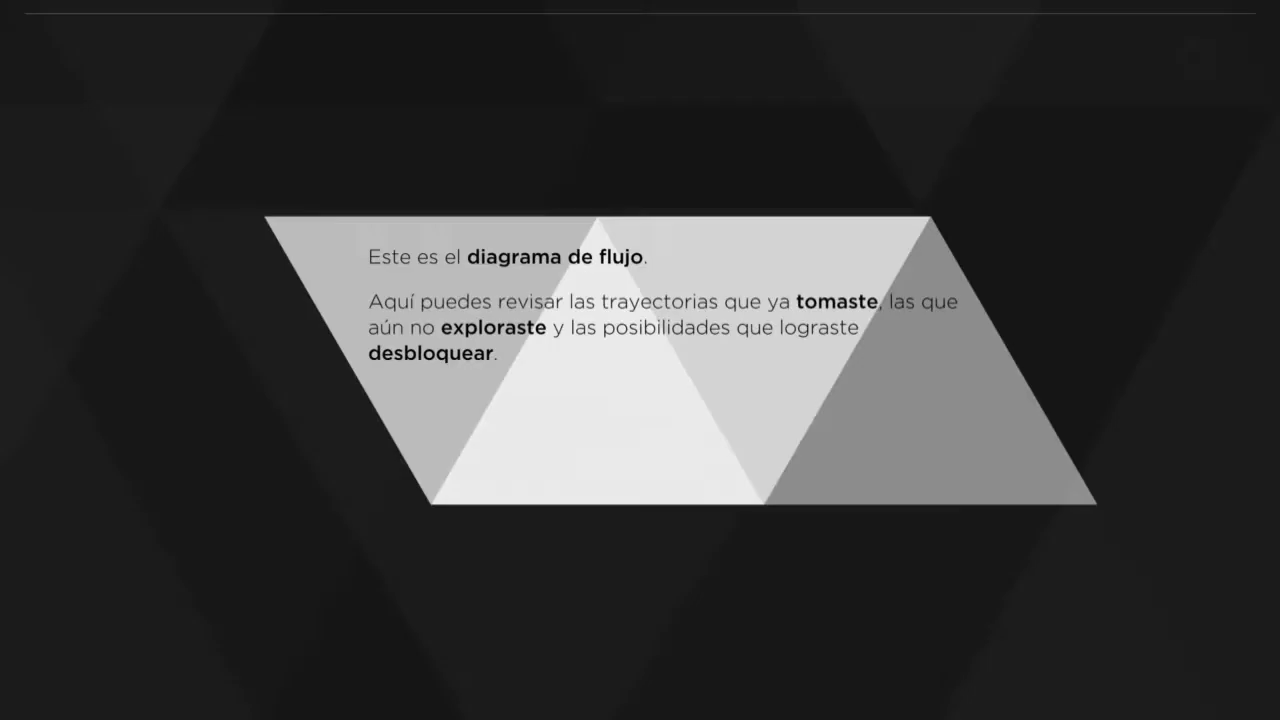 Este es el diagrama de flujo.
Aquí puedes revisar las trayectorias que ya tomaste, las que
aún no exploraste y las posibilidades que lograste
desbloquear.